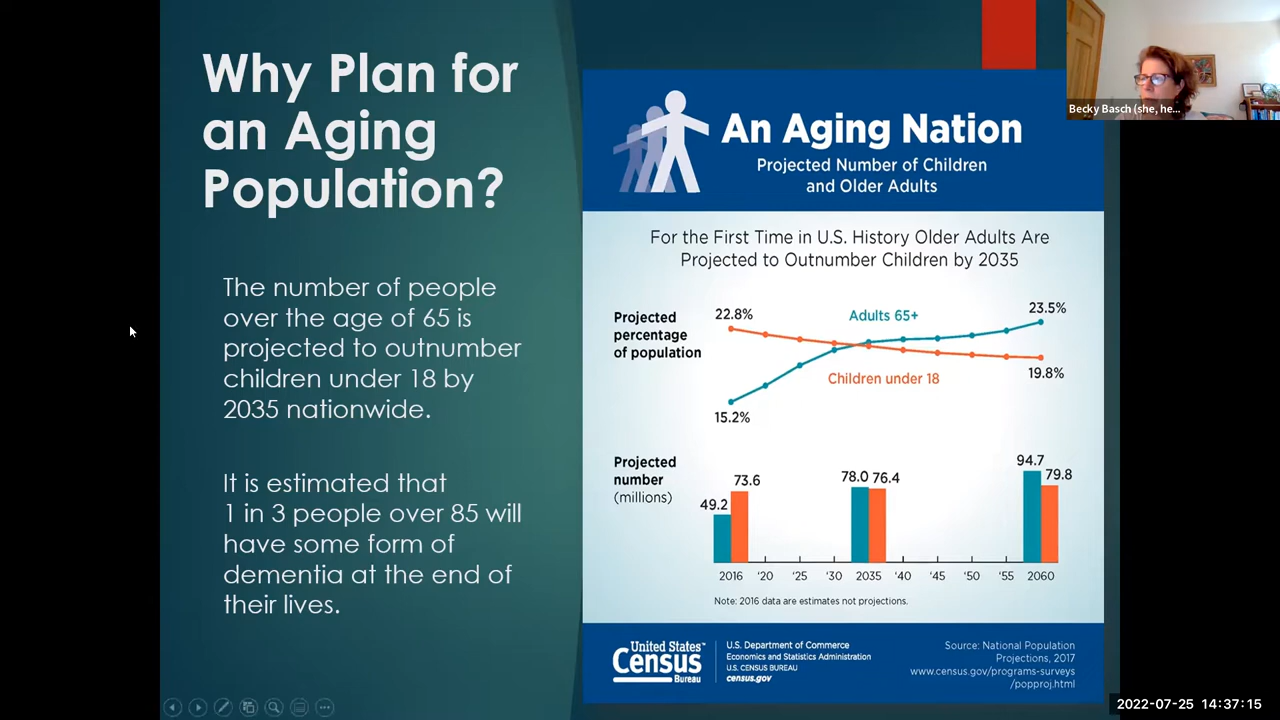 Why Plan for
an Aging
Population?
The number of people
over the age of 65 is
projected to outnumber
children under 18 by
2035 nationwide.
It is estimated that
1 in 3 people over 85 will
have some form of
dementia at the end of
their lives.
An Aging Nation
Projected Number of Children
and Older Adults
For the First Time in U.S. History Older Adults Are
Projected to Outnumber Children by 2035
Projected
percentage
of population
22.8%
Adults 65+
23.5%
15.2%
Children under 18
19.8%
Projected
number
(millions)
49.2
73.6
78.0
76.4
94.7
79.8
2016 '20 '25 '30 2035 '40 '45 '50 '55 2060
Note: 2016 data are estimates not projections.
United States™
Census
Bureau
U.S. Department of Commerce
Economics and Statistics Administration
U.S. CENSUS BUREAU
census.gov
Source: National Population
Projections, 2017
www.census.gov/programs-surveys
/popproj.html
Becky Basch (she, he...
2022-07-25 14:37:15